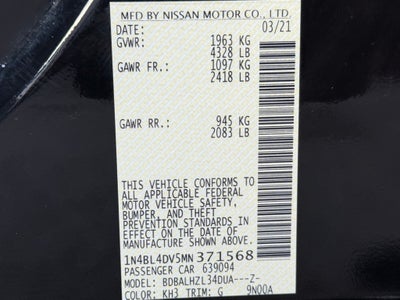 MFD BY NISSAN MOTOR CO., LTD.
DATE: 03/21
GVWR: 1963 KG
4328 LB
GAWR FR.: 1097 KG
2418 LB
GAWR RR.: 945 KG
2083 LB
THIS VEHICLE CONFORMS TO
ALL APPLICABLE FEDERAL
MOTOR VEHICLE SAFETY,
BUMPER, AND THEFT
PREVENTION STANDARDS IN
EFFECT ON THE DATE OF
MANUFACTURE SHOWN ABOVE.
1N4BL4DV5MN371568
PASSENGER CAR 639094
MODEL: BDBALHZL34DUA---Z-
COLOR: KH3 TRIM: G 9N00A